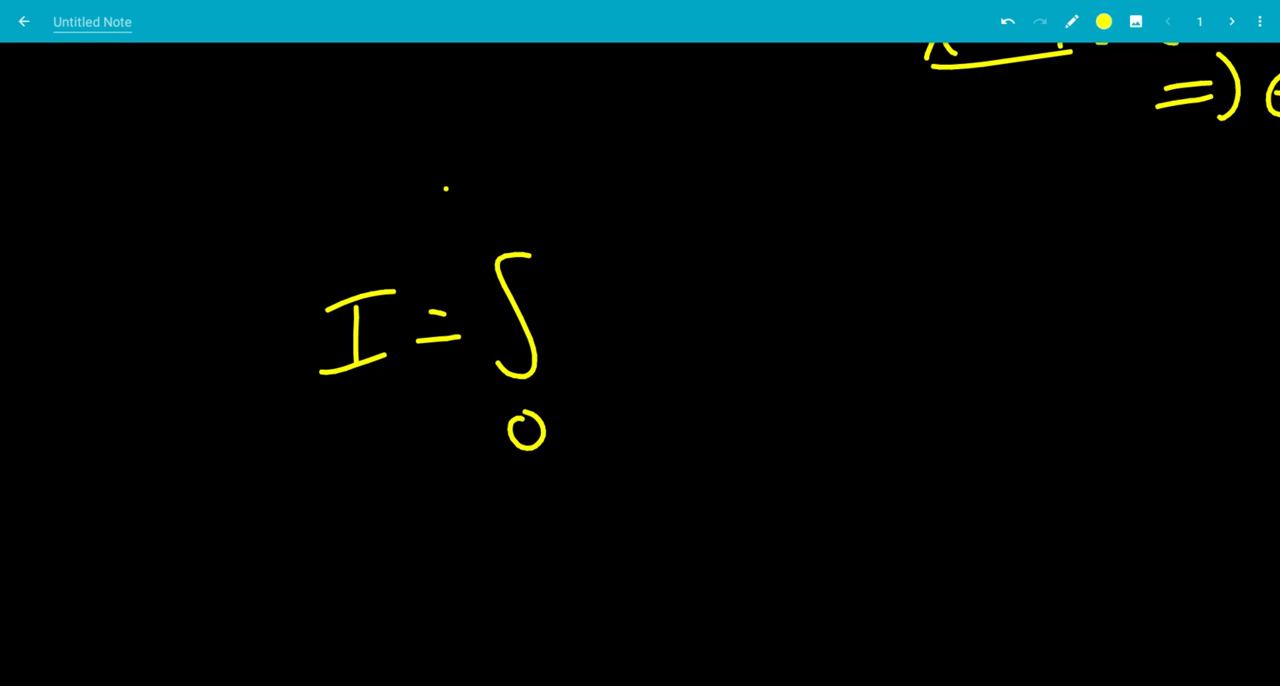 Untitled Note 1
=)
I = ∫
0